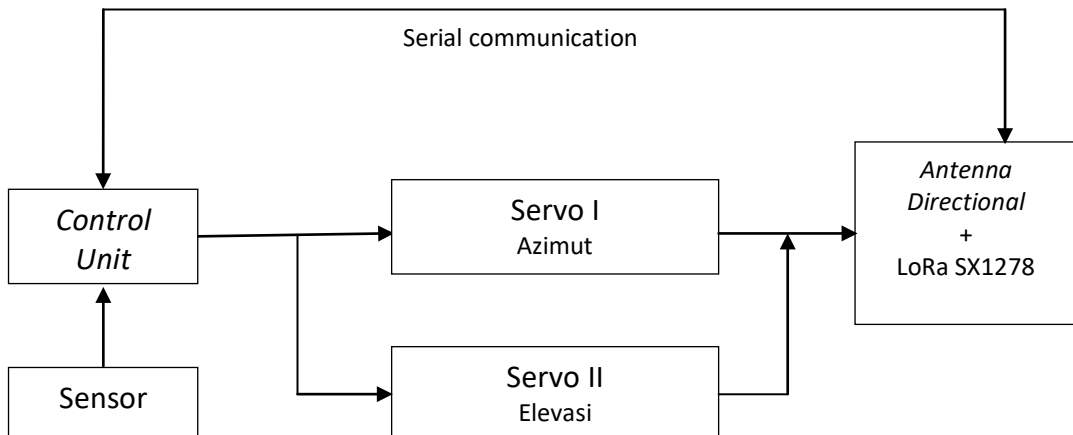 Serial communication
Control
Unit
Servo I
Azimut
Antenna
Directional
+
LoRa SX1278
Sensor
Servo II
Elevasi